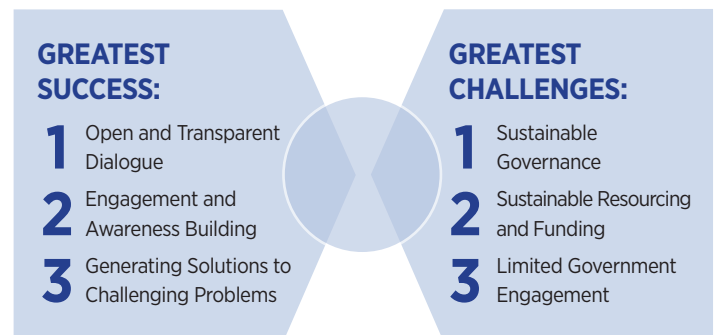 GREATEST
SUCCESS:
1 Open and Transparent
Dialogue
2 Engagement and
Awareness Building
3 Generating Solutions to
Challenging Problems
GREATEST
CHALLENGES:
1 Sustainable
Governance
2 Sustainable Resourcing
and Funding
3 Limited Government
Engagement